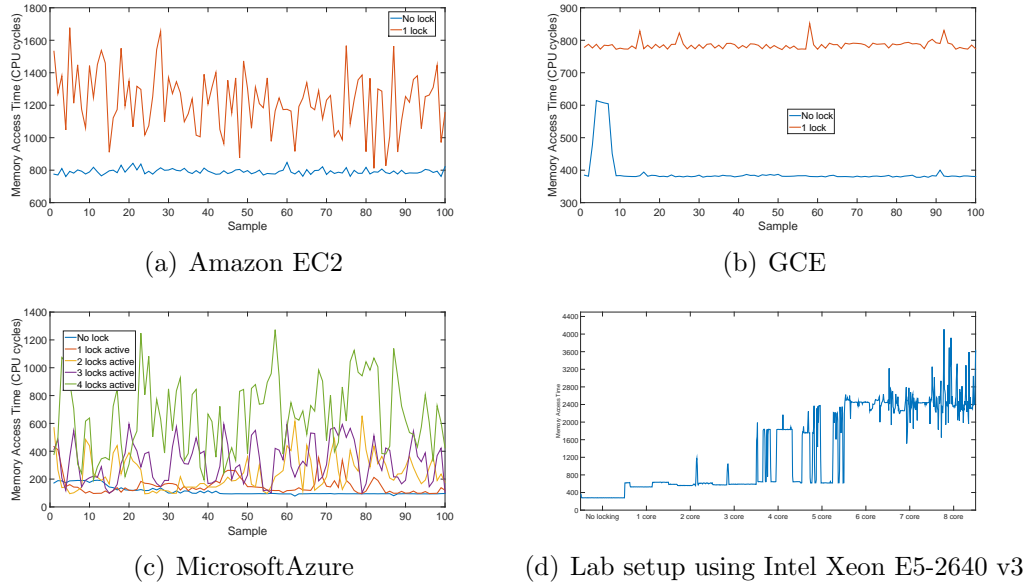 1800
1600
1400
1200
1000
800
600
0 10 20 30 40 50 60 70 80 90 100
Memory Access Time (CPU cycles)
Sample
No lock
1 lock
(a) Amazon EC2
900
800
700
600
500
400
300
0 10 20 30 40 50 60 70 80 90 100
Memory Access Time (CPU cycles)
Sample
No lock
1 lock
(b) GCE
1400
1200
1000
800
600
400
200
0
0 10 20 30 40 50 60 70 80 90 100
Memory Access Time (CPU cycles)
Sample
No lock
1 lock active
2 locks active
3 locks active
4 locks active
(c) MicrosoftAzure
4400
4000
3600
3200
2800
2400
2000
1600
1200
800
400
Memory Access Time
No locking 1 core 2 core 3 core 4 core 5 core 6 core 7 core 8 core
(d) Lab setup using Intel Xeon E5-2640 v3